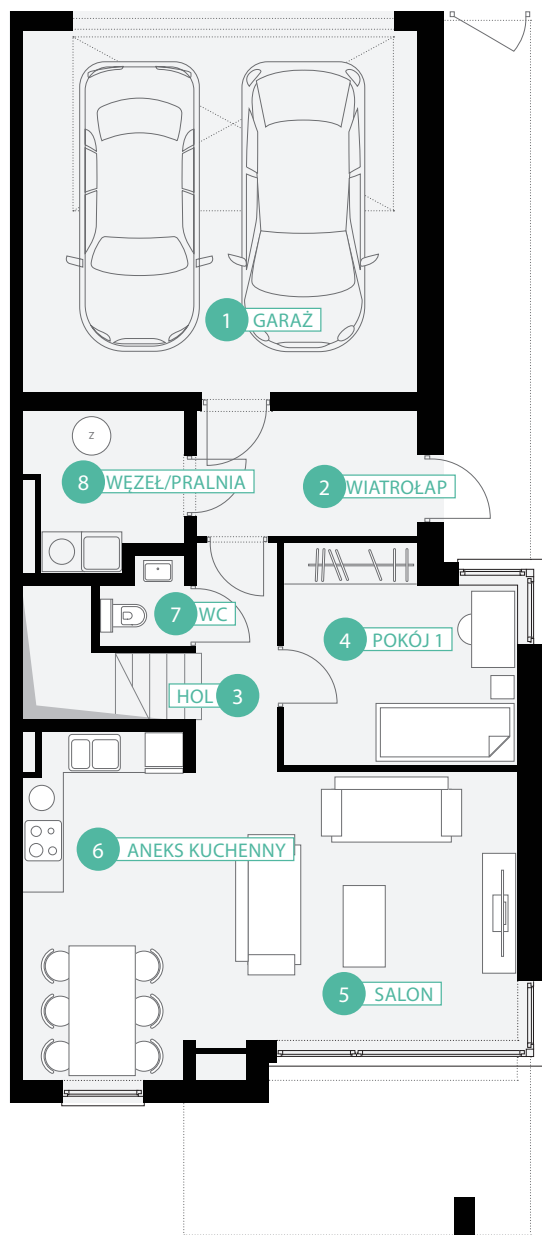 1 GARAŻ
Z
8 WĘZEŁ/PRALNIA
2 WIATROŁAP
7 WC
4 POKÓJ 1
HOL 3
6 ANEKS KUCHENNY
5 SALON